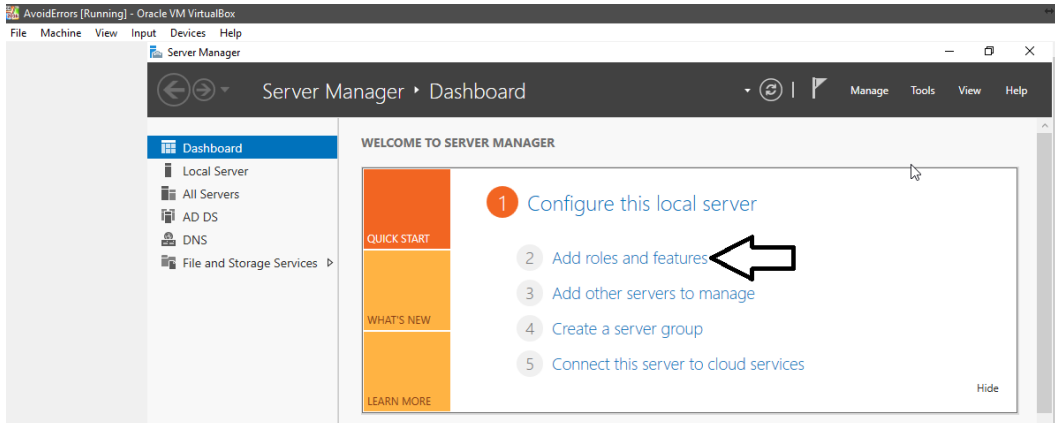 AvoidErrors [Running] - Oracle VM VirtualBox
File Machine View Input Devices Help
Server Manager
Server Manager ‣ Dashboard
Manage Tools View Help
Dashboard
Local Server
All Servers
AD DS
DNS
File and Storage Services
WELCOME TO SERVER MANAGER
QUICK START
WHAT'S NEW
LEARN MORE
1 Configure this local server
2 Add roles and features
3 Add other servers to manage
4 Create a server group
5 Connect this server to cloud services
Hide